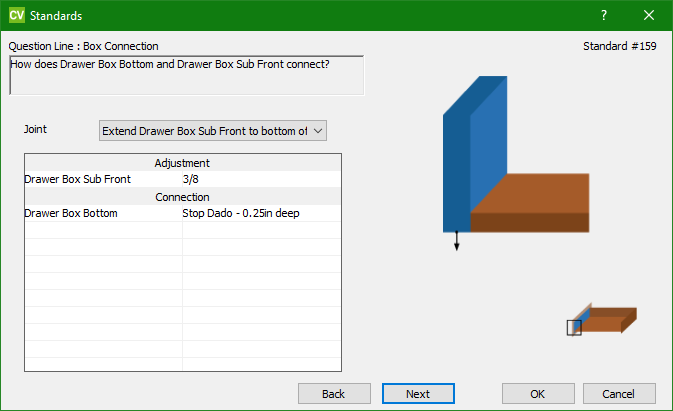 CV Standards ?
Question Line : Box Connection
Standard #159
How does Drawer Box Bottom and Drawer Box Sub Front connect?
Joint Extend Drawer Box Sub Front to bottom of
Adjustment
Drawer Box Sub Front 3/8
Connection
Drawer Box Bottom Stop Dado - 0.25in deep
Back Next OK Cancel